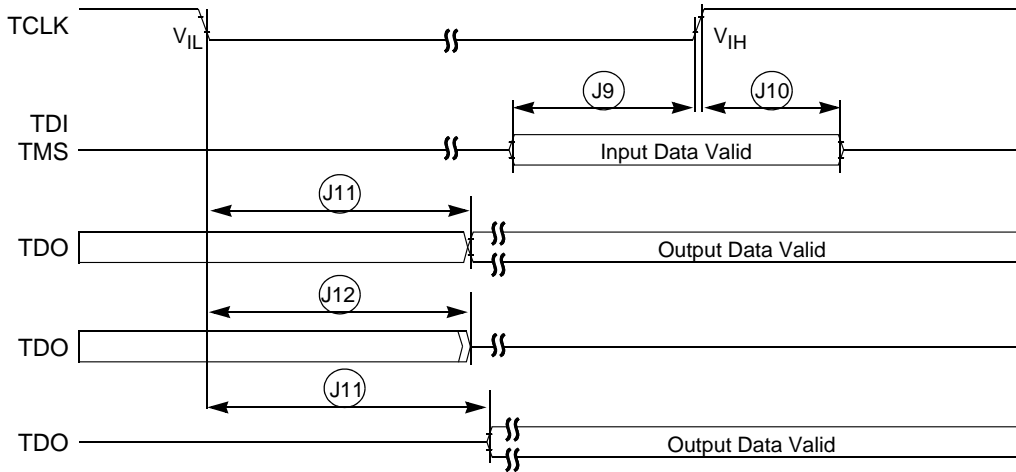 TCLK
VIL
VIH
J9
J10
TDI
TMS
Input Data Valid
J11
TDO
Output Data Valid
J12
TDO
J11
TDO
Output Data Valid